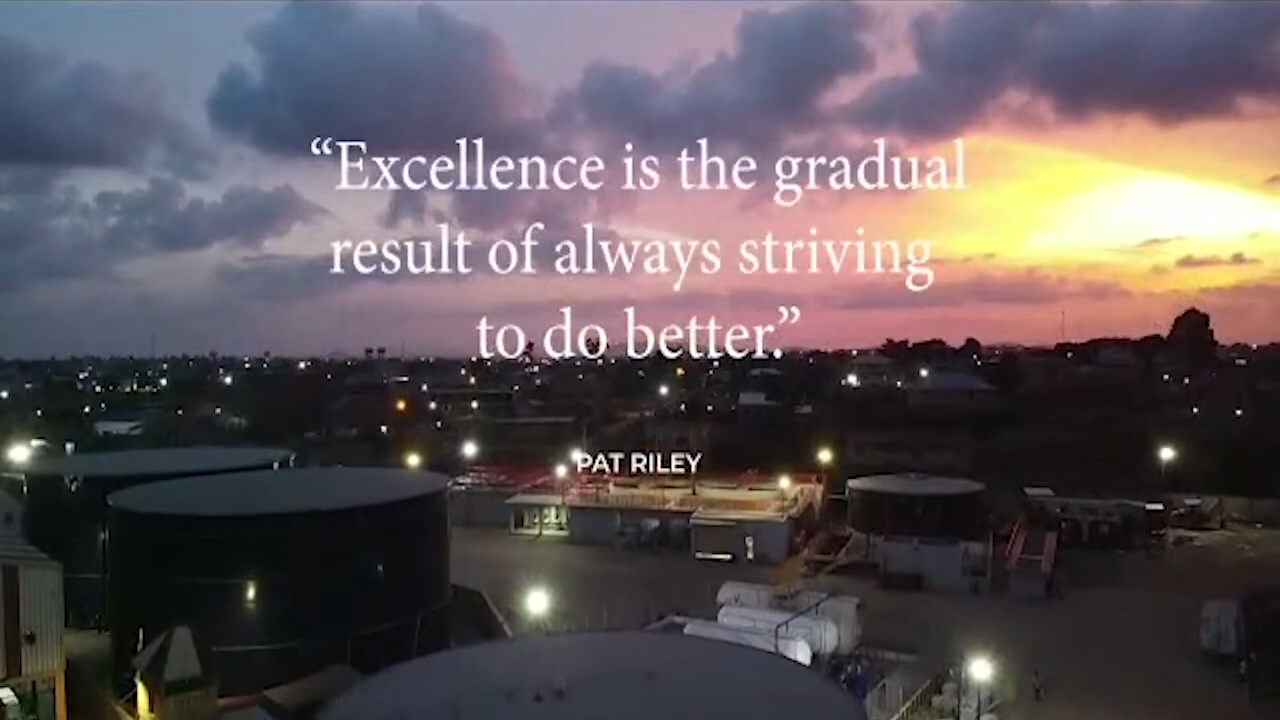 “Excellence is the gradual
result of always striving
to do better.”
PAT RILEY